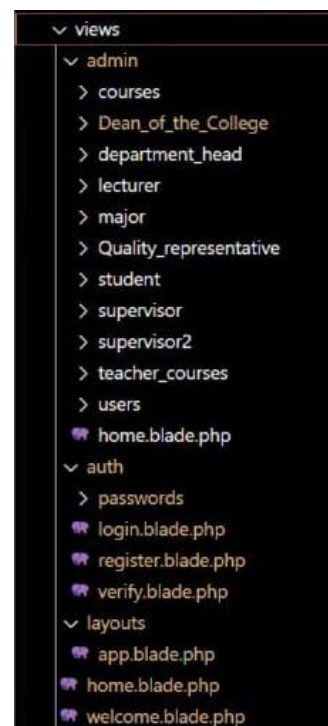 views
admin
courses
Dean_of_the_College
department_head
lecturer
major
Quality_representative
student
supervisor
supervisor2
teacher_courses
users
home.blade.php
auth
passwords
login.blade.php
register.blade.php
verify.blade.php
layouts
app.blade.php
home.blade.php
welcome.blade.php